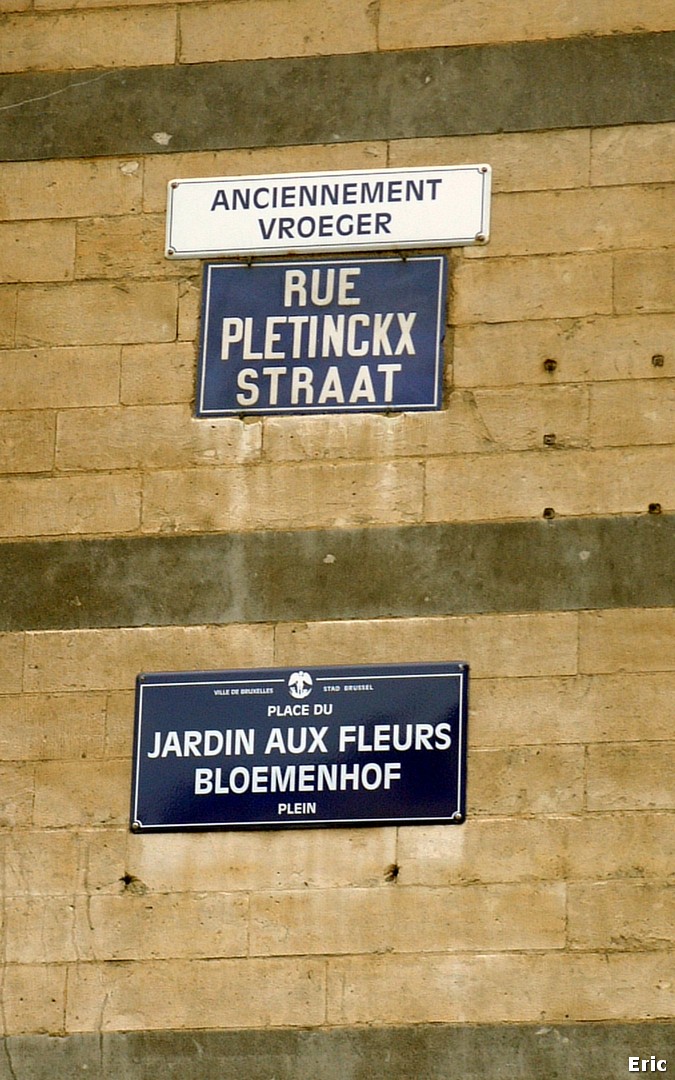 ANCIENNEMENT
VROEGER
RUE
PLETINCKX
STRAAT
VILLE DE BRUXELLES STAD BRUSSEL
PLACE DU
JARDIN AUX FLEURS
BLOEMENHOF
PLEIN
Eric